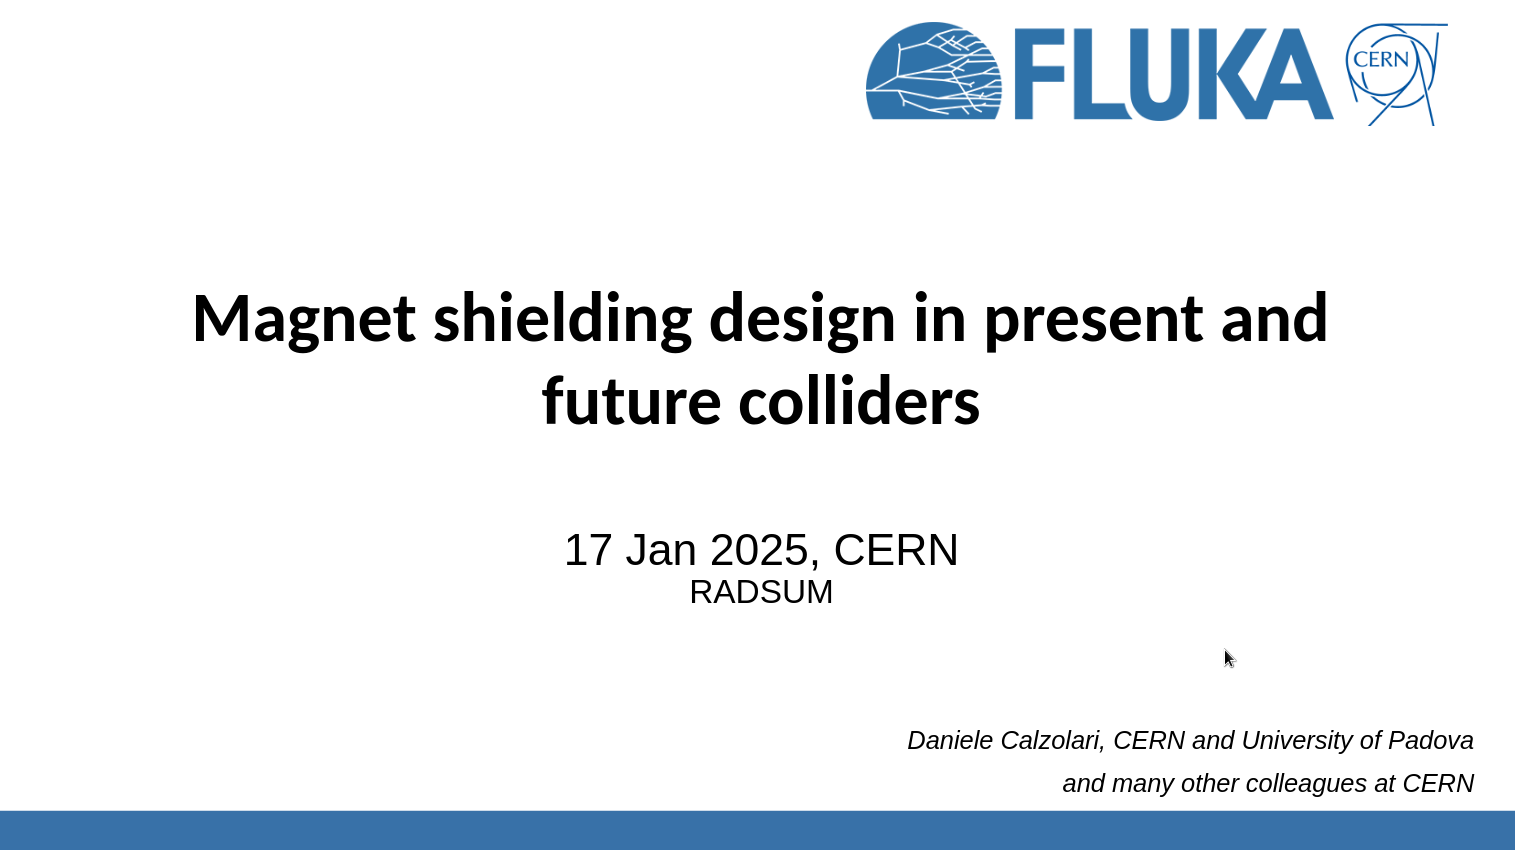 FLUKA
CERN
Magnet shielding design in present and
future colliders
17 Jan 2025, CERN
RADSUM
Daniele Calzolari, CERN and University of Padova
and many other colleagues at CERN